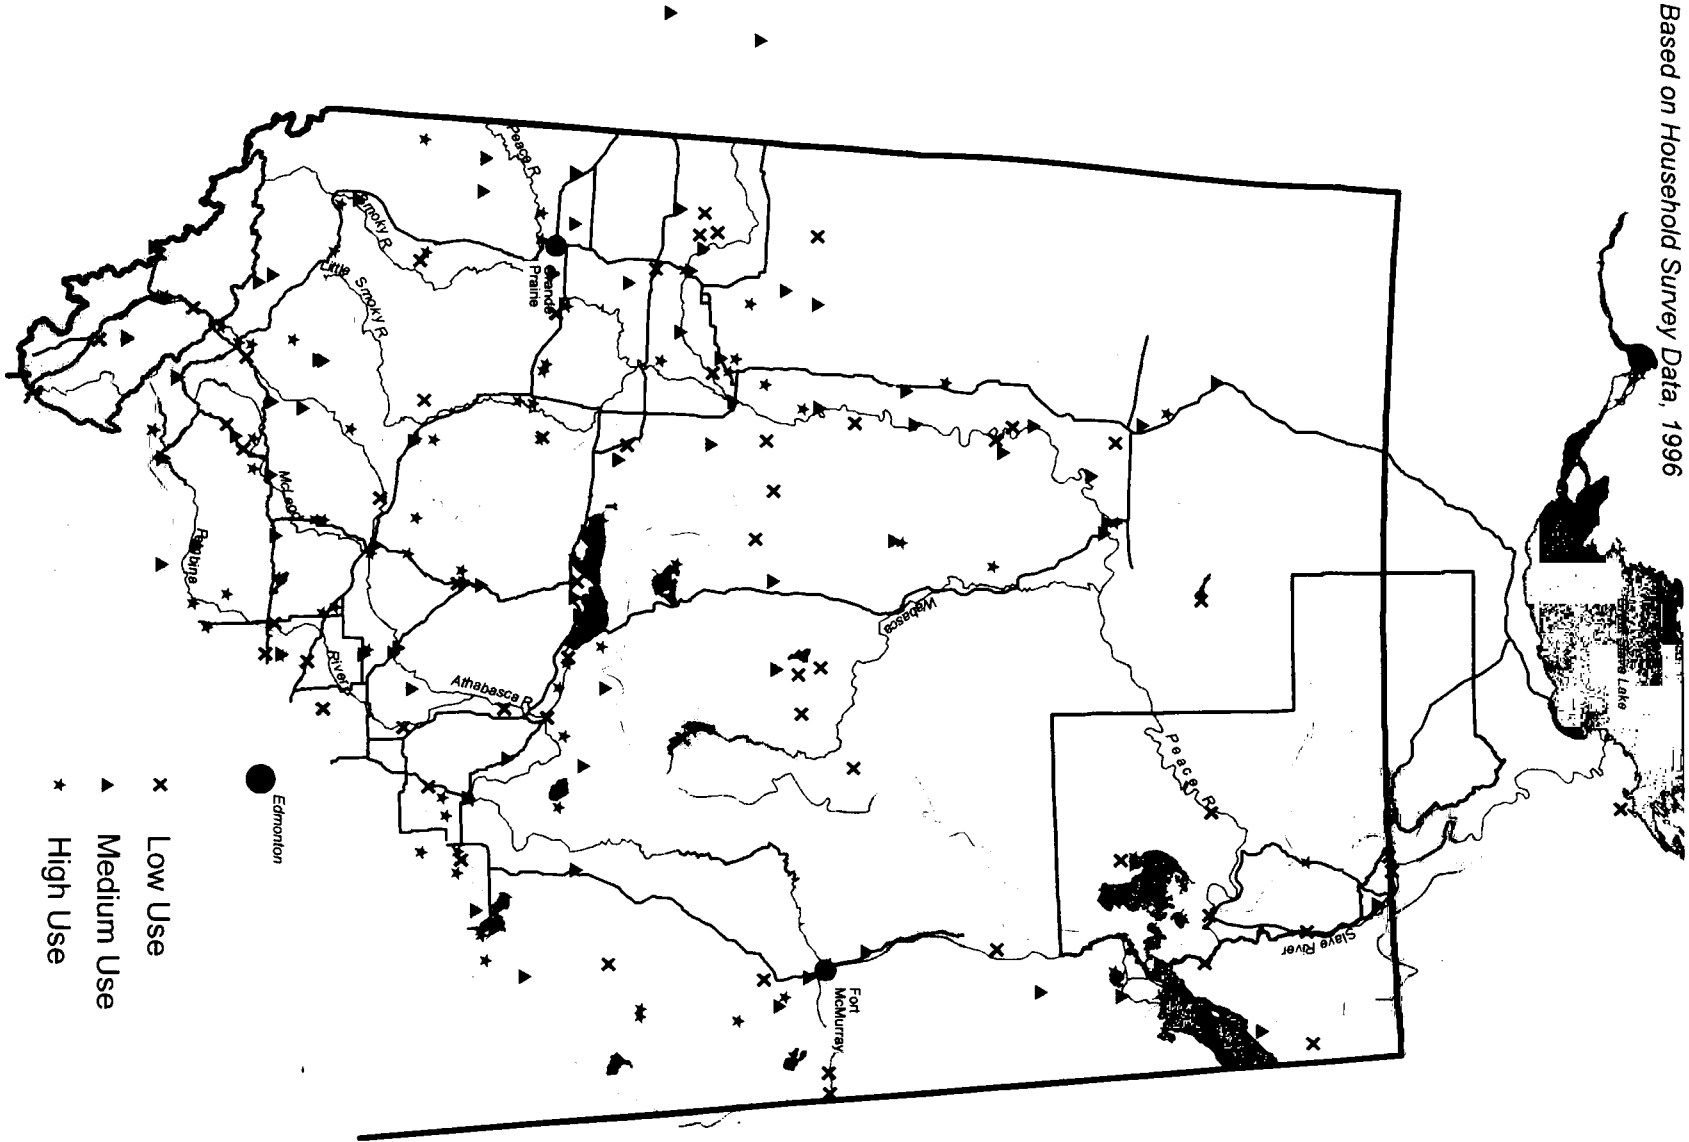 Based on Household Survey Data, 1996
Peace R.
Smoky R.
Little Smoky R.
Grande
Prairie
McLeod
Pembina
River
Athabasca R.
Wabasca
Peace R.
Slave River
Lake
Fort
McMurray
Edmonton
Low Use
Medium Use
High Use